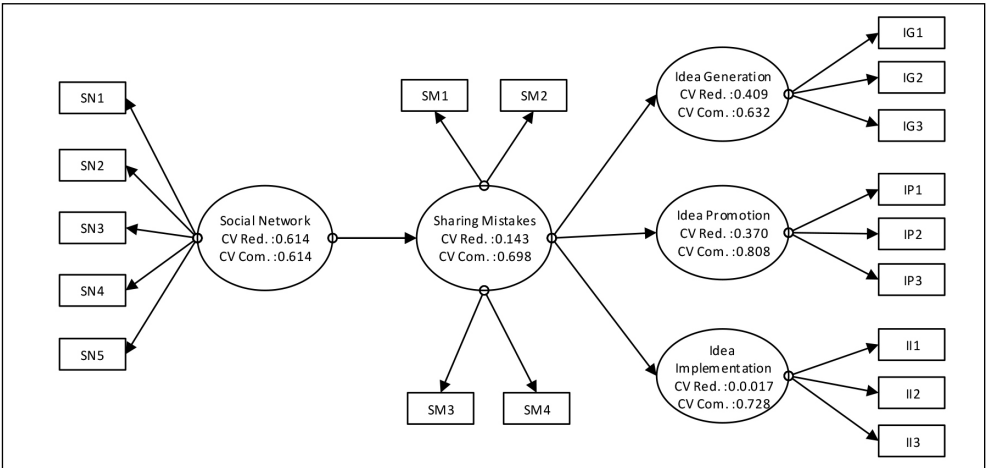 SN1
SN2
SN3
SN4
SN5
Social Network
CV Red. :0.614
CV Com. :0.614
SM1
SM2
Sharing Mistakes
CV Red. :0.143
CV Com. :0.698
SM3
SM4
Idea Generation
CV Red. :0.409
CV Com. :0.632
IG1
IG2
IG3
Idea Promotion
CV Red. :0.370
CV Com. :0.808
IP1
IP2
IP3
Idea
Implementation
CV Red. :0.0.017
CV Com. :0.728
II1
II2
II3